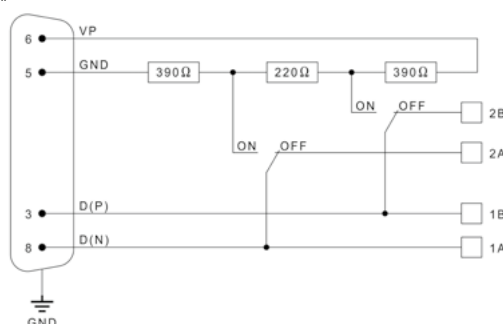 6 VP
5 GND 390Ω 220Ω 390Ω
ON OFF 2B
ON OFF 2A
3 D(P) 1B
8 D(N) 1A
GND